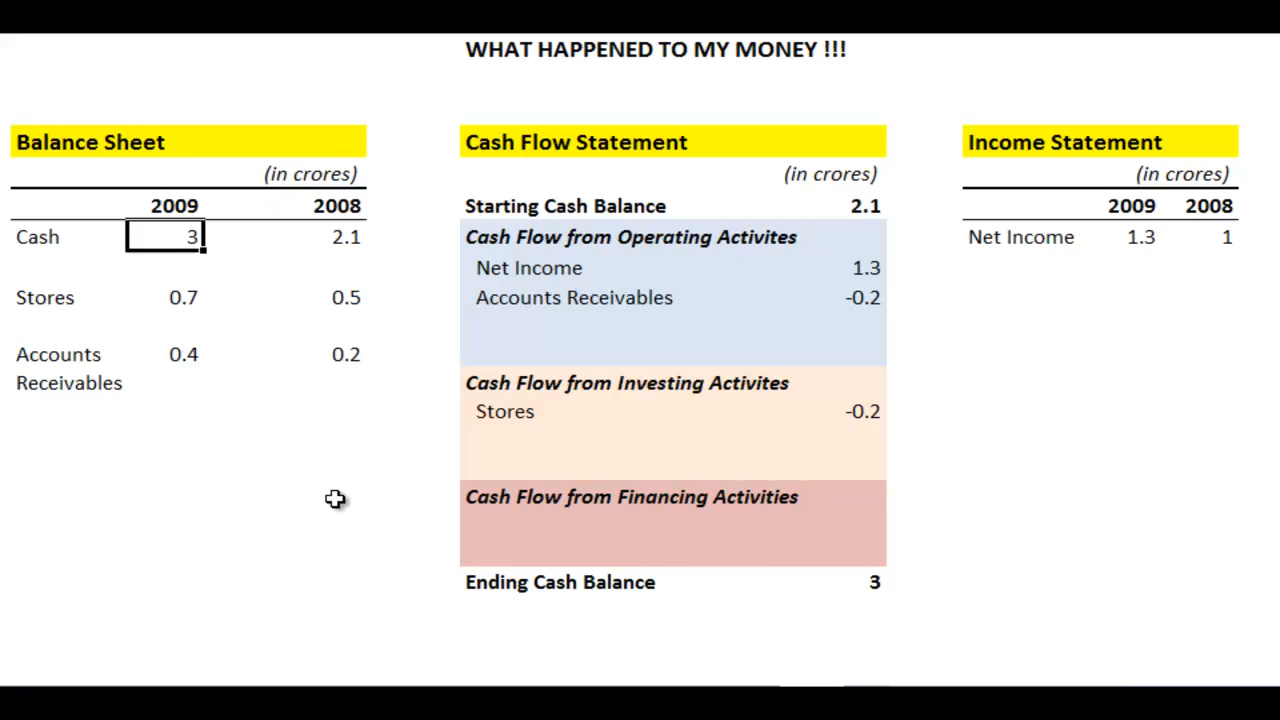 WHAT HAPPENED TO MY MONEY !!!
Balance Sheet
(in crores)
2009 2008
Cash 3 2.1
Stores 0.7 0.5
Accounts 0.4 0.2
Receivables
Cash Flow Statement
(in crores)
Starting Cash Balance 2.1
Cash Flow from Operating Activites
Net Income 1.3
Accounts Receivables -0.2
Cash Flow from Investing Activites
Stores -0.2
Cash Flow from Financing Activities
Ending Cash Balance 3
Income Statement
(in crores)
2009 2008
Net Income 1.3 1